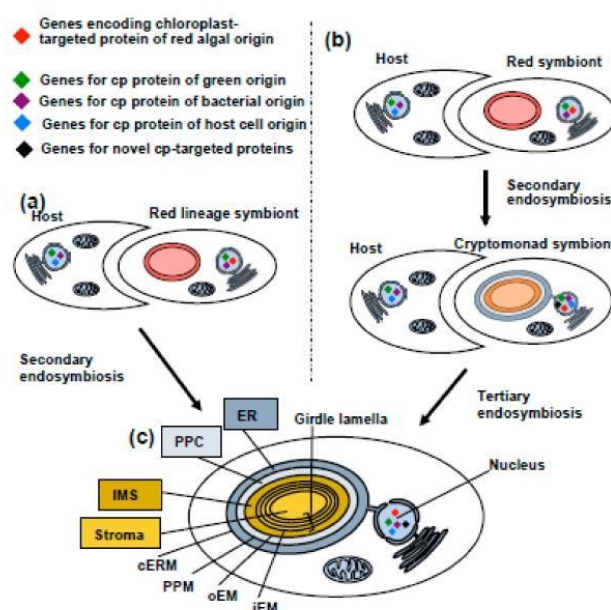 Genes encoding chloroplast-
targeted protein of red algal origin
Genes for cp protein of green origin
Genes for cp protein of bacterial origin
Genes for cp protein of host cell origin
Genes for novel cp-targeted proteins
(a)
Host
Red lineage symbiont
Secondary
endosymbiosis
(b)
Host
Red symbiont
Secondary
endosymbiosis
Host
Cryptomonad symbiont
Tertiary
endosymbiosis
(c)
ER
PPC
IMS
Stroma
cERM
PPM
oEM
iEM
Girdle lamella
Nucleus